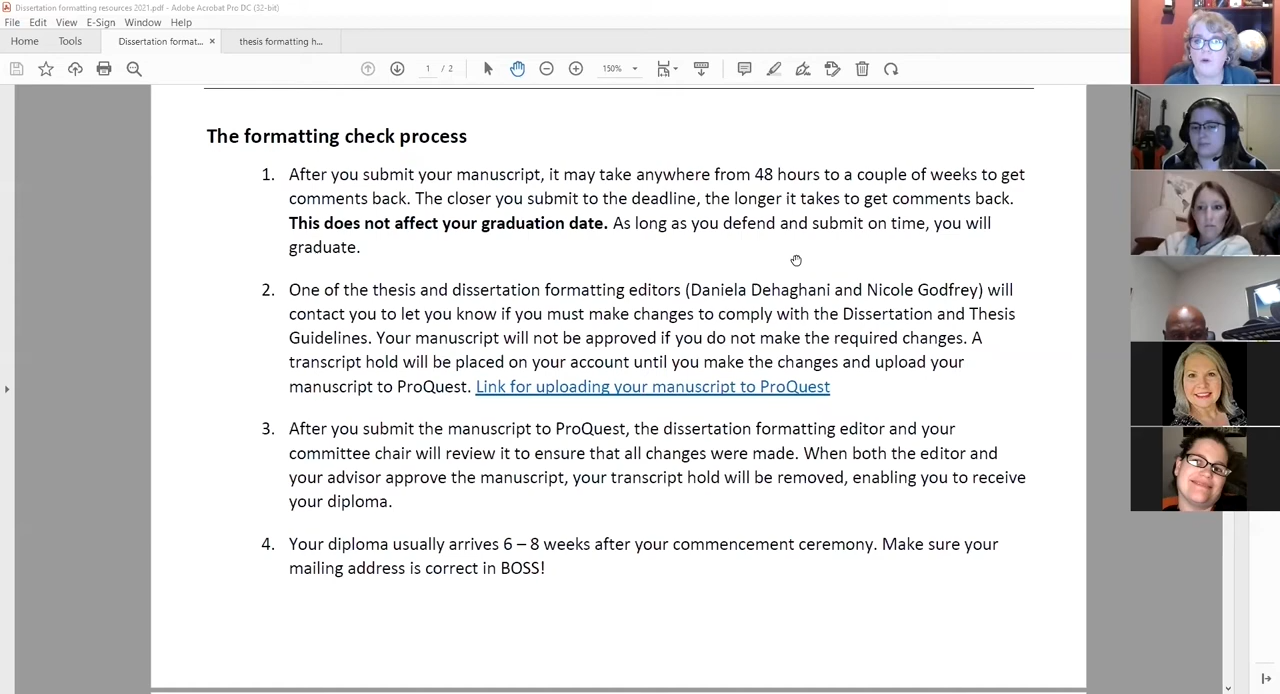 Dissertation formatting resources 2021.pdf - Adobe Acrobat Pro DC (32-bit)
File Edit View E-Sign Window Help
Home Tools Dissertation format... × thesis formatting h...
1 / 2 150%
The formatting check process
1. After you submit your manuscript, it may take anywhere from 48 hours to a couple of weeks to get
comments back. The closer you submit to the deadline, the longer it takes to get comments back.
This does not affect your graduation date. As long as you defend and submit on time, you will
graduate.
2. One of the thesis and dissertation formatting editors (Daniela Dehaghani and Nicole Godfrey) will
contact you to let you know if you must make changes to comply with the Dissertation and Thesis
Guidelines. Your manuscript will not be approved if you do not make the required changes. A
transcript hold will be placed on your account until you make the changes and upload your
manuscript to ProQuest. Link for uploading your manuscript to ProQuest
3. After you submit the manuscript to ProQuest, the dissertation formatting editor and your
committee chair will review it to ensure that all changes were made. When both the editor and
your advisor approve the manuscript, your transcript hold will be removed, enabling you to receive
your diploma.
4. Your diploma usually arrives 6 – 8 weeks after your commencement ceremony. Make sure your
mailing address is correct in BOSS!